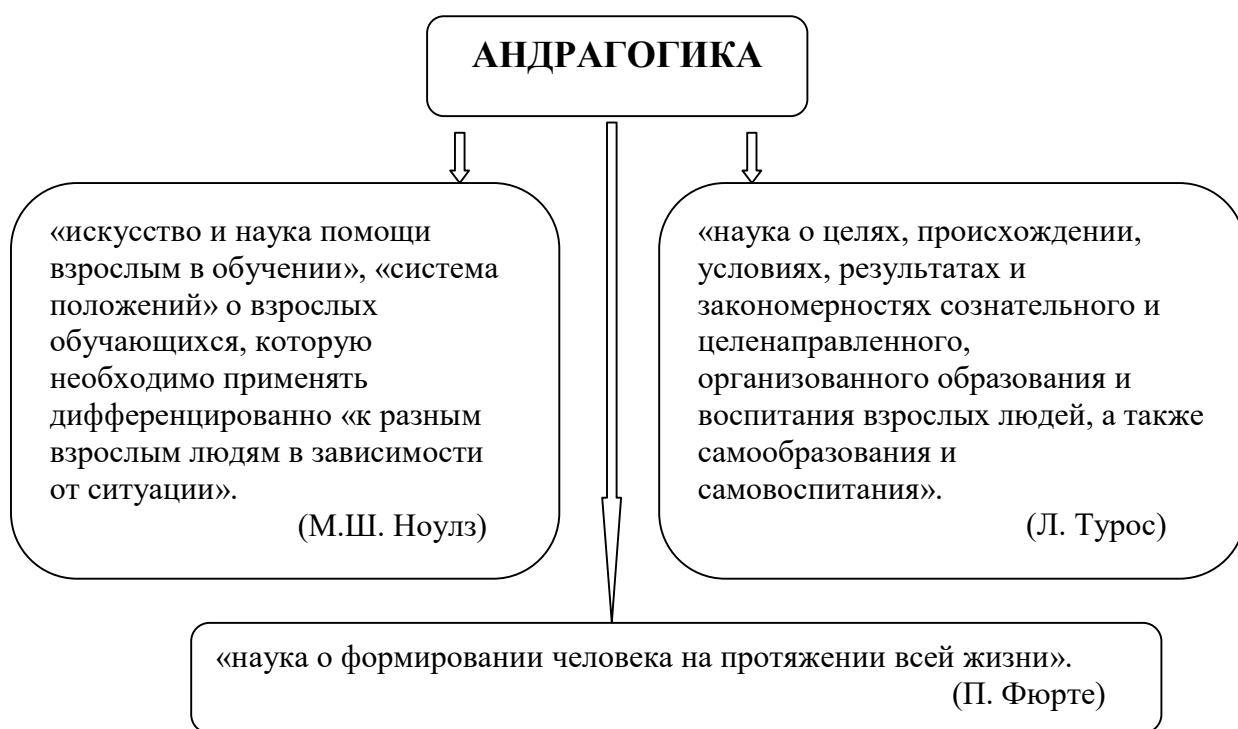 АНДРАГОГИКА
«искусство и наука помощи
взрослым в обучении», «система
положений» о взрослых
обучающихся, которую
необходимо применять
дифференцированно «к разным
взрослым людям в зависимости
от ситуации».
(М.Ш. Ноулз)
«наука о целях, происхождении,
условиях, результатах и
закономерностях сознательного и
целенаправленного,
организованного образования и
воспитания взрослых людей, а также
самообразования и
самовоспитания».
(Л. Турос)
«наука о формировании человека на протяжении всей жизни».
(П. Фюрте)